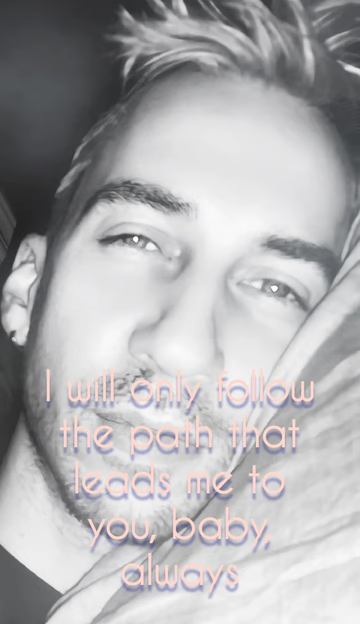 I will only follow
the path that
leads me to
you, baby,
always